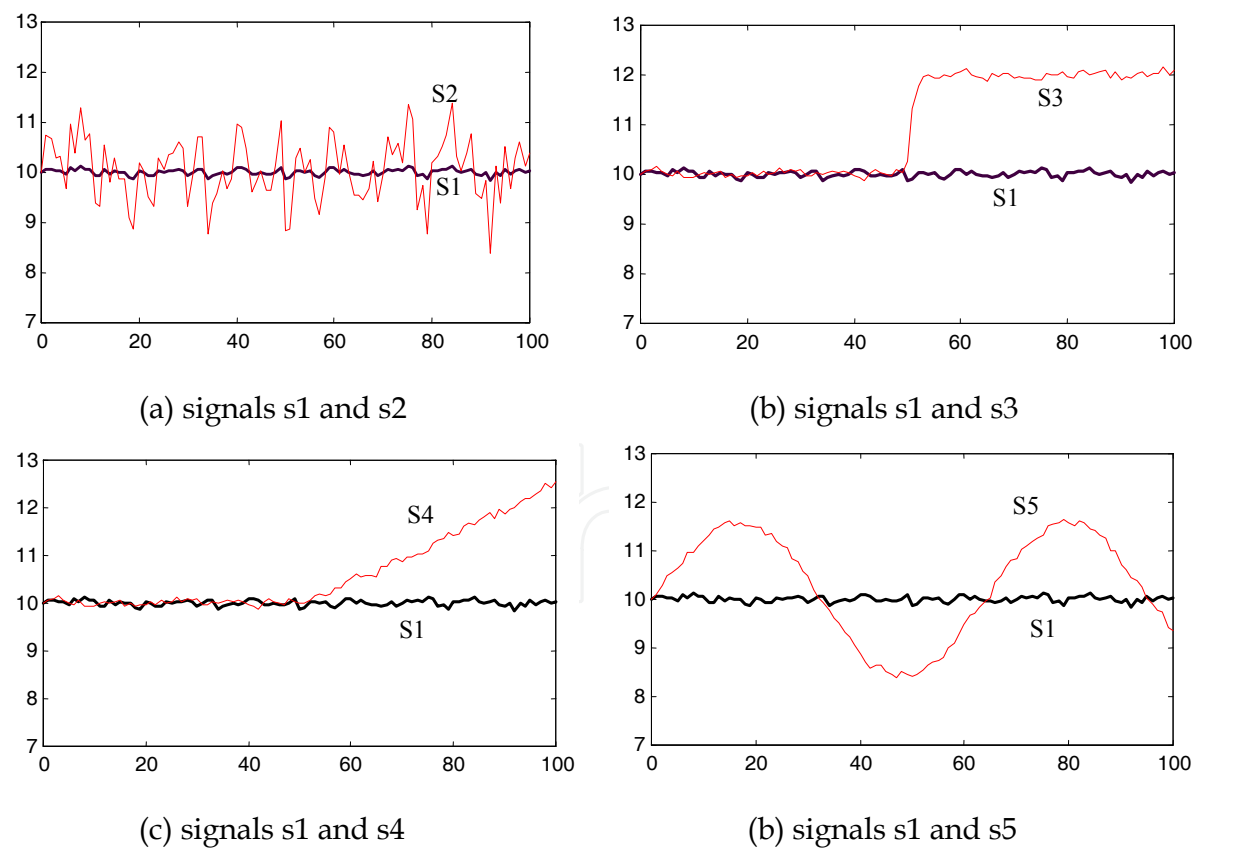 13
12
11
10
9
8
7
0 20 40 60 80 100
S2
S1
(a) signals s1 and s2
13
12
11
10
9
8
7
0 20 40 60 80 100
S3
S1
(b) signals s1 and s3
13
12
11
10
9
8
7
0 20 40 60 80 100
S4
S1
(c) signals s1 and s4
13
12
11
10
9
8
7
0 20 40 60 80 100
S5
S1
(b) signals s1 and s5